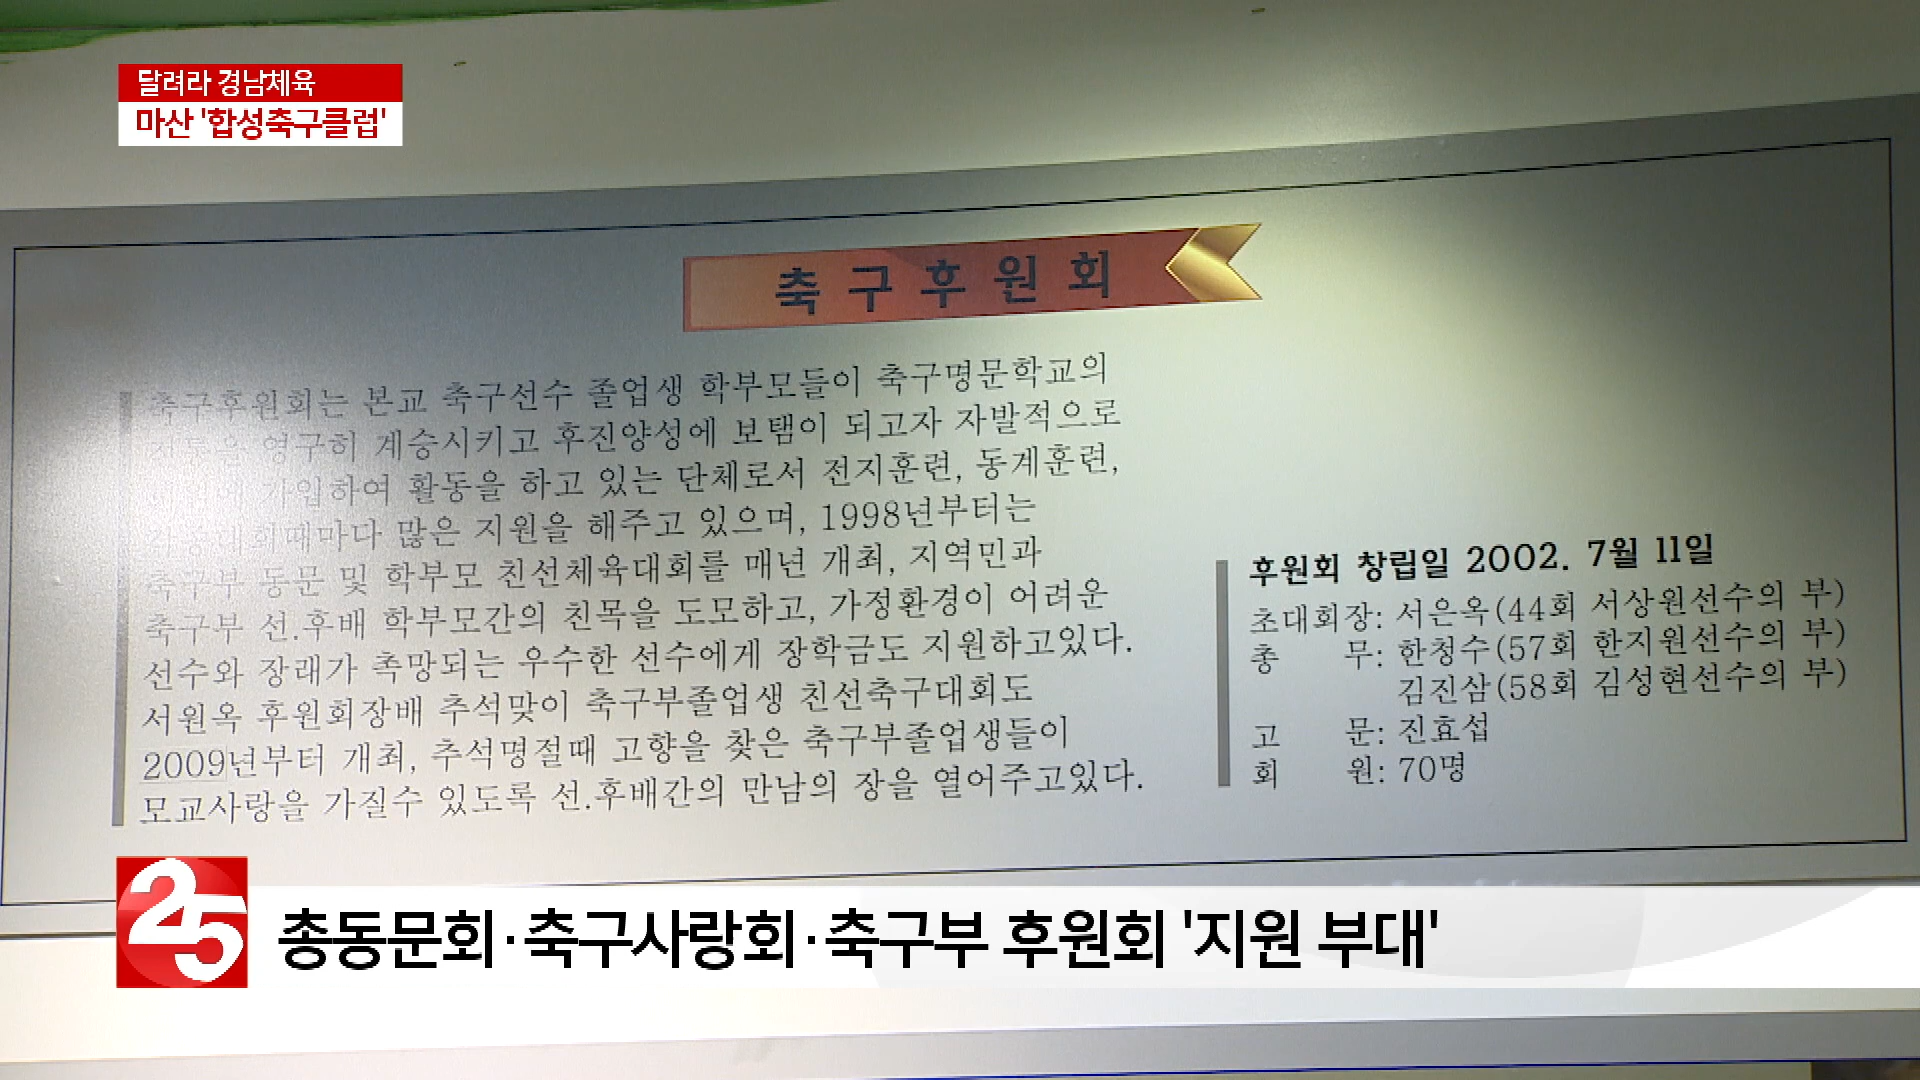 달려라 경남체육
마산 '합성축구클럽'
축구후원회
축구후원회는 본교 축구선수 졸업생 학부모들이 축구명문학교의
전통을 영구히 계승시키고 후진양성에 보탬이 되고자 자발적으로
가입하여 활동을 하고 있는 단체로서 전지훈련, 동계훈련,
각종대회때마다 많은 지원을 해주고 있으며, 1998년부터는
축구부 동문 및 학부모 친선체육대회를 매년 개최, 지역민과
축구부 선.후배 학부모간의 친목을 도모하고, 가정환경이 어려운
선수와 장래가 촉망되는 우수한 선수에게 장학금도 지원하고있다.
서원옥 후원회장배 추석맞이 축구부졸업생 친선축구대회도
2009년부터 개최, 추석명절때 고향을 찾은 축구부졸업생들이
모교사랑을 가질수 있도록 선.후배간의 만남의 장을 열어주고있다.
후원회 창립일 2002. 7월 11일
초대회장: 서은옥(44회 서상원선수의 부)
총 무: 한청수(57회 한지원선수의 부)
김진삼(58회 김성현선수의 부)
고 문: 진효섭
회 원: 70명
25
총동문회·축구사랑회·축구부 후원회 '지원 부대'